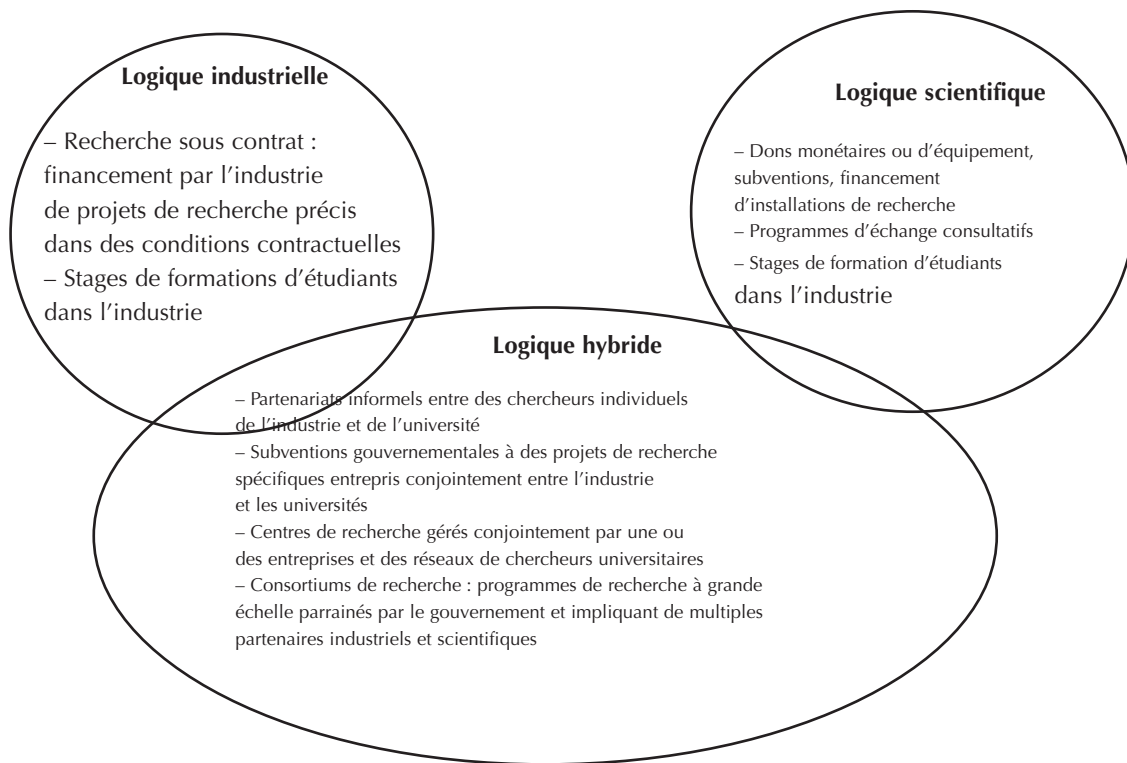 Logique industrielle
– Recherche sous contrat :
financement par l’industrie
de projets de recherche précis
dans des conditions contractuelles
– Stages de formations d’étudiants
dans l’industrie
Logique scientifique
– Dons monétaires ou d’équipement,
subventions, financement
d’installations de recherche
– Programmes d’échange consultatifs
– Stages de formation d’étudiants
dans l’industrie
Logique hybride
– Partenariats informels entre des chercheurs individuels
de l’industrie et de l’université
– Subventions gouvernementales à des projets de recherche
spécifiques entrepris conjointement entre l’industrie
et les universités
– Centres de recherche gérés conjointement par une ou
des entreprises et des réseaux de chercheurs universitaires
– Consortiums de recherche : programmes de recherche à grande
échelle parrainés par le gouvernement et impliquant de multiples
partenaires industriels et scientifiques